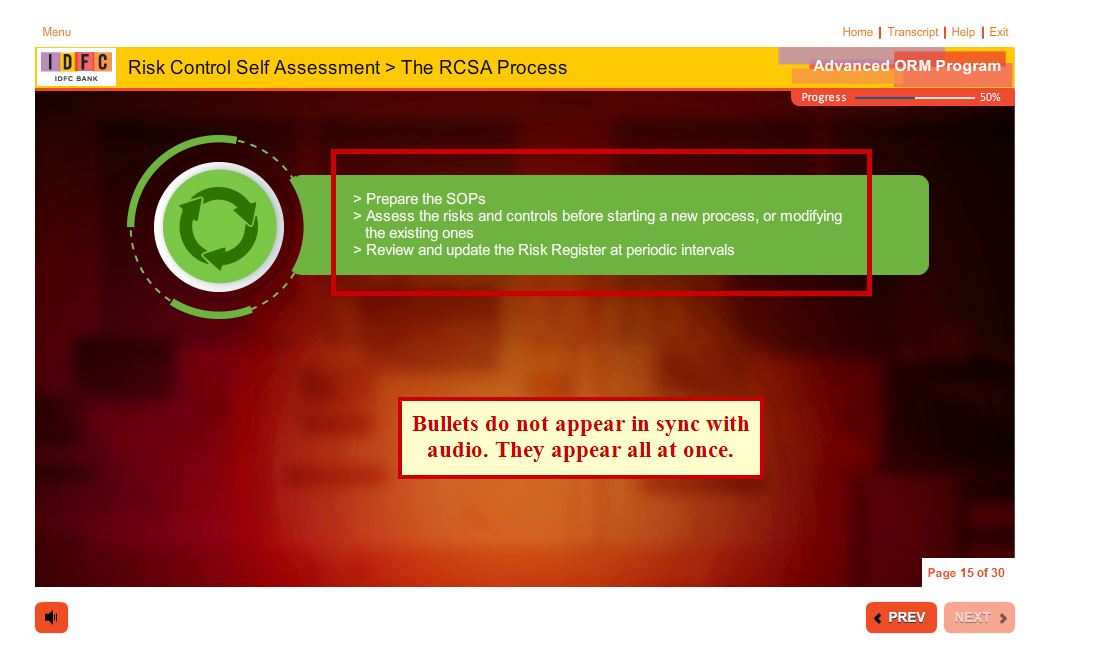 Menu
Home | Transcript | Help | Exit
IDFC
IDFC BANK
Risk Control Self Assessment > The RCSA Process
Advanced ORM Program
Progress 50%
> Prepare the SOPs
> Assess the risks and controls before starting a new process, or modifying
the existing ones
> Review and update the Risk Register at periodic intervals
Bullets do not appear in sync with
audio. They appear all at once.
Page 15 of 30
PREV
NEXT